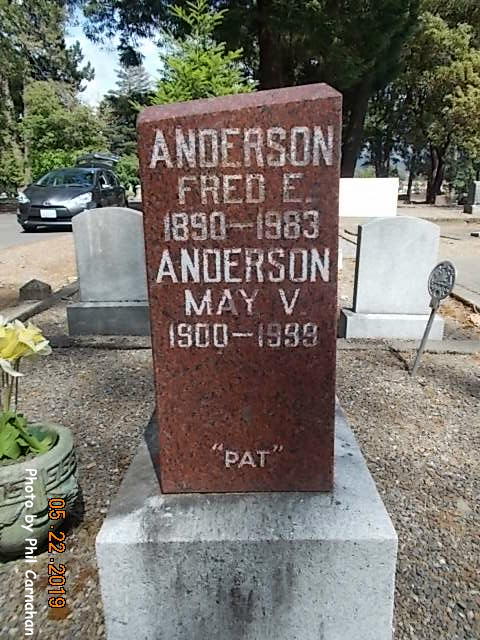 ANDERSON
FRED E.
1890—1983
ANDERSON
MAY V.
1900—1999
"PAT"
Photo by Phil Carnahan
05 22 2019